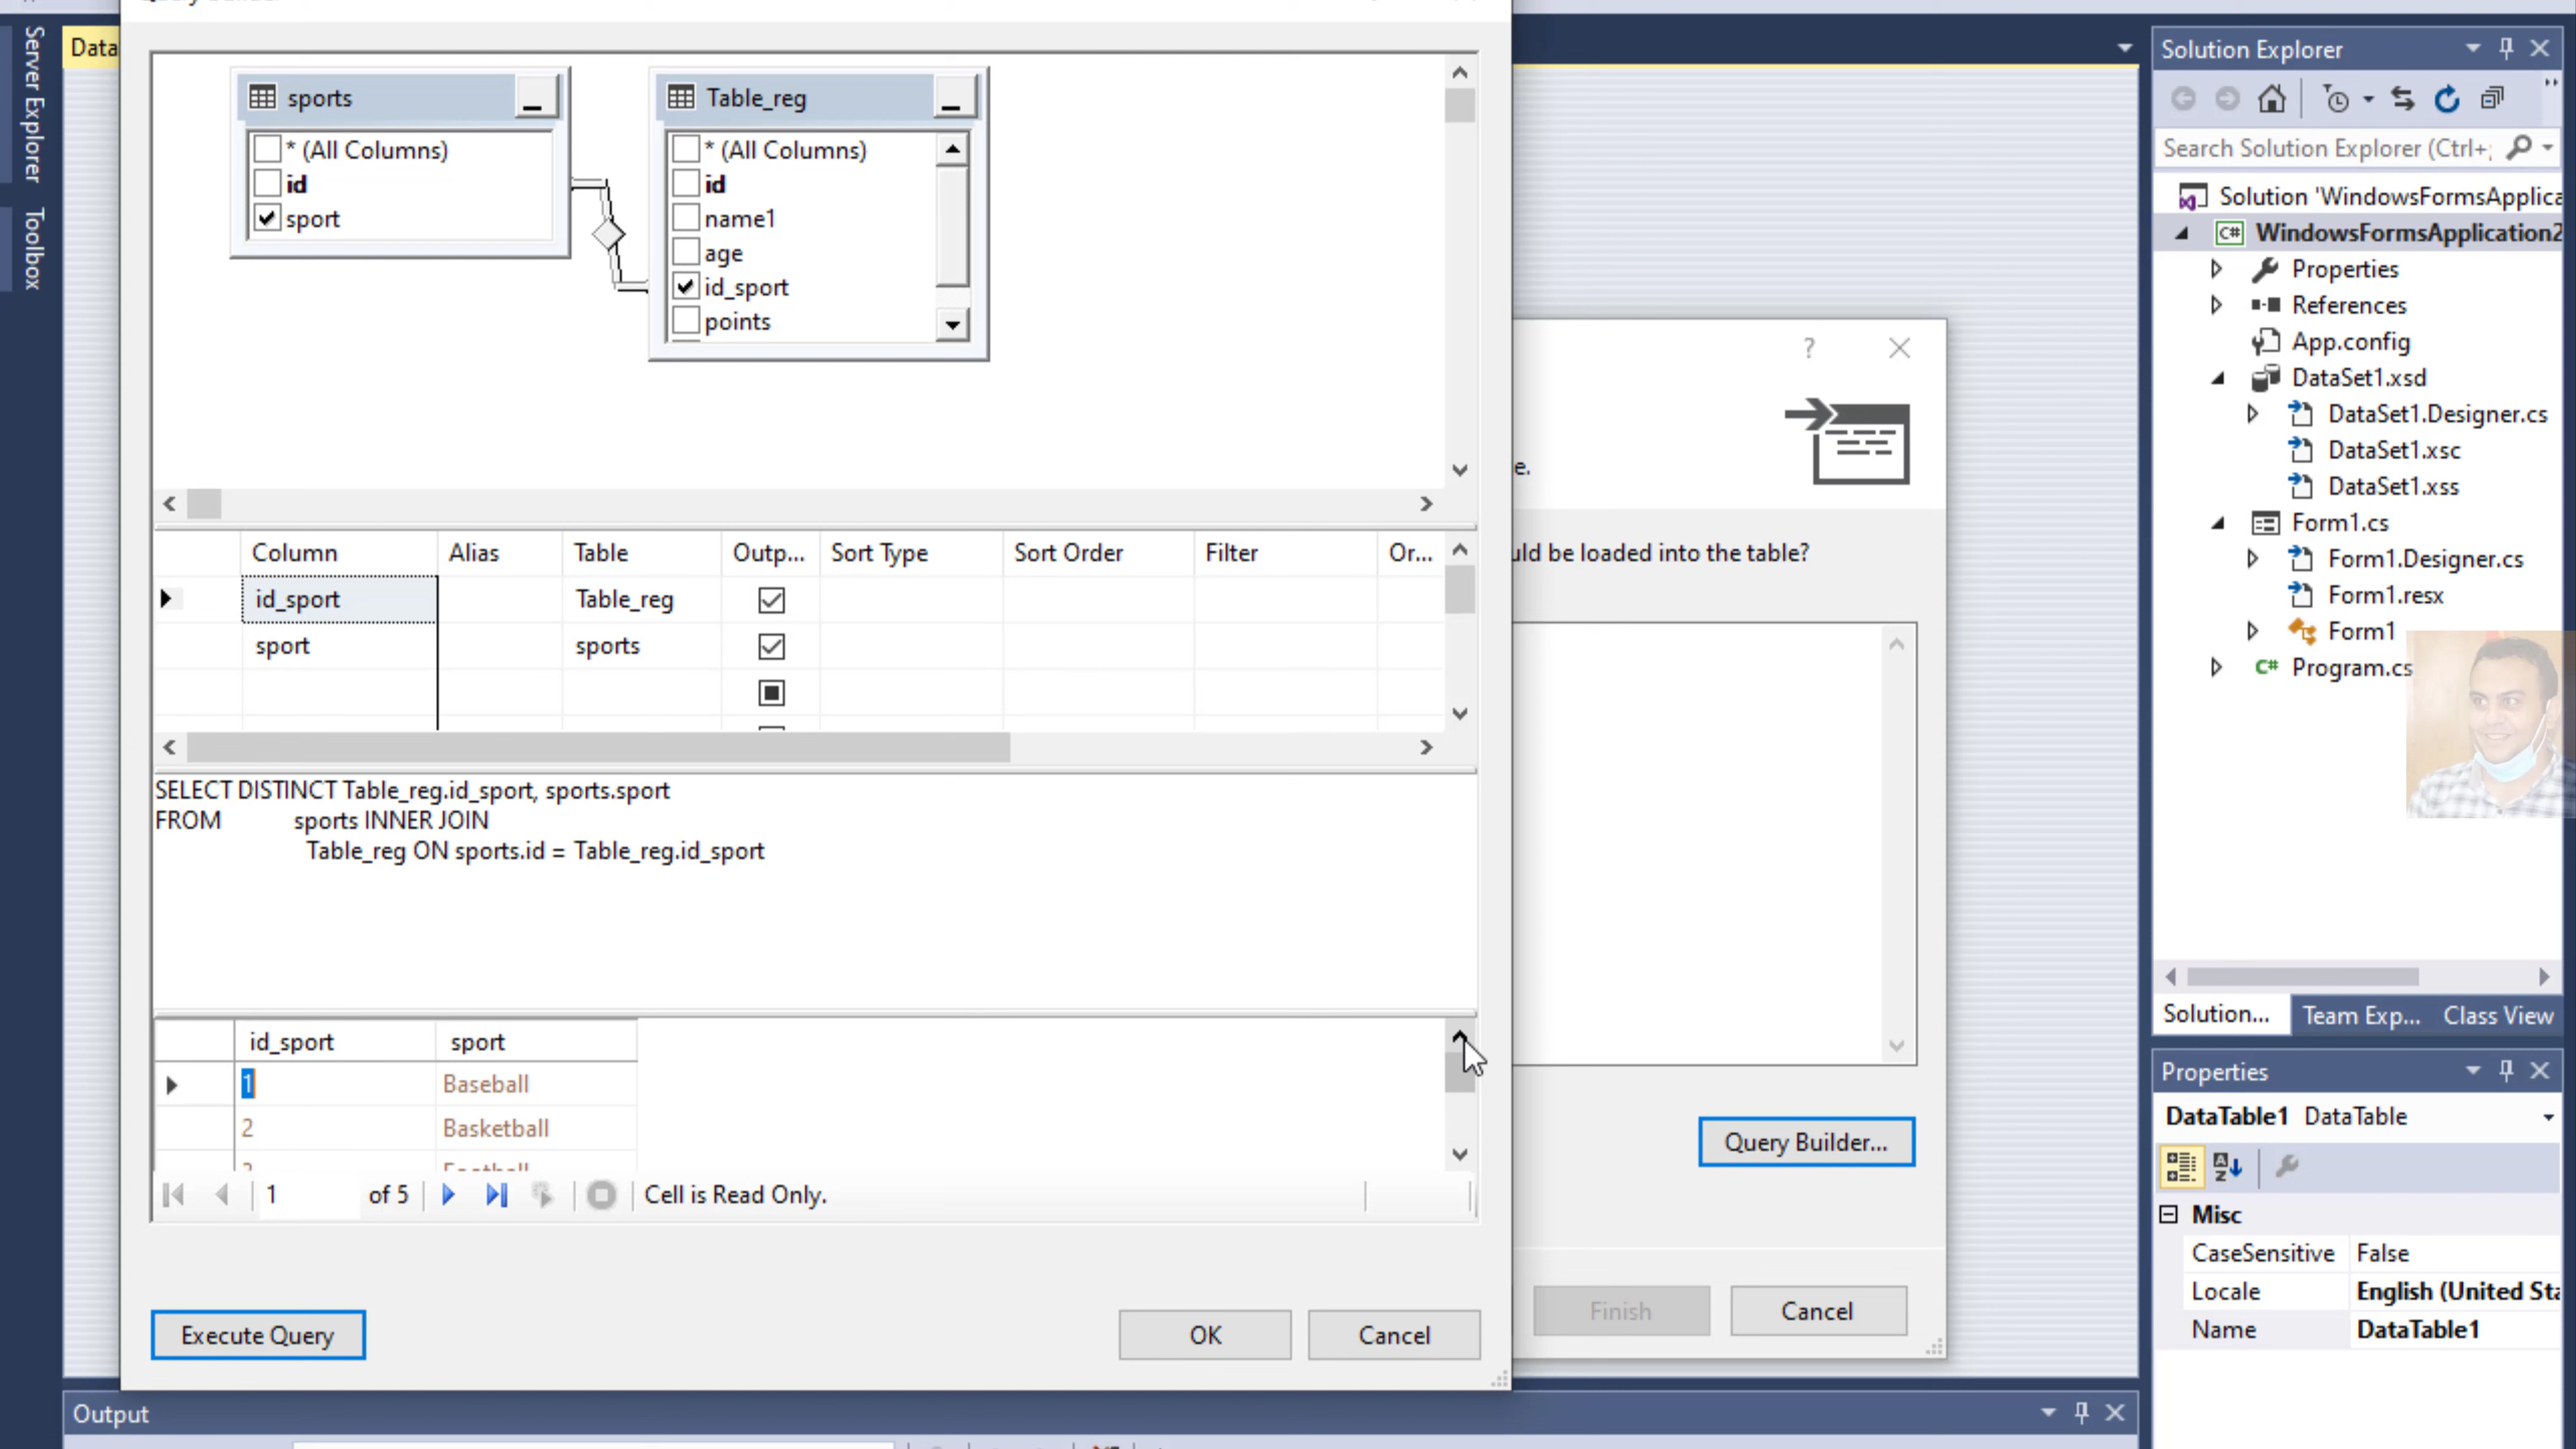 Data
Server Explorer
Toolbox
sports
* (All Columns)
id
sport
Table_reg
* (All Columns)
id
name1
age
id_sport
points
Column Alias Table Outp... Sort Type Sort Order Filter Or...
id_sport Table_reg
sport sports
SELECT DISTINCT Table_reg.id_sport, sports.sport
FROM sports INNER JOIN
Table_reg ON sports.id = Table_reg.id_sport
id_sport sport
1 Baseball
2 Basketball
1 of 5 Cell is Read Only.
Execute Query
OK
Cancel
?
e.
uld be loaded into the table?
Query Builder...
Finish
Cancel
Output
Solution Explorer
Search Solution Explorer (Ctrl+;
Solution 'WindowsFormsApplica
C# WindowsFormsApplication2
Properties
References
App.config
DataSet1.xsd
DataSet1.Designer.cs
DataSet1.xsc
DataSet1.xss
Form1.cs
Form1.Designer.cs
Form1.resx
Form1
C# Program.cs
Solution... Team Exp... Class View
Properties
DataTable1 DataTable
Misc
CaseSensitive False
Locale English (United Sta
Name DataTable1